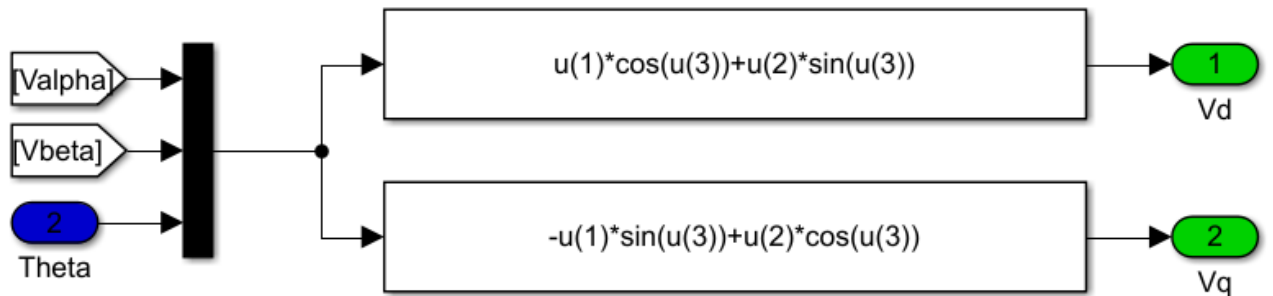 [Valpha]
[Vbeta]
2
Theta
u(1)*cos(u(3))+u(2)*sin(u(3))
-u(1)*sin(u(3))+u(2)*cos(u(3))
1
Vd
2
Vq